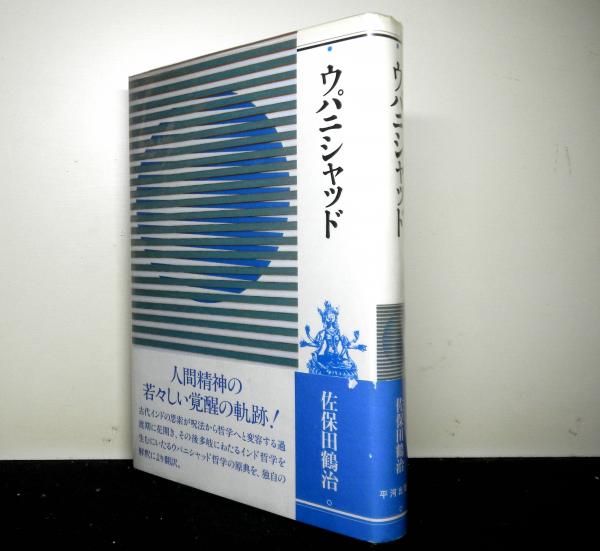 ウパニシャッド
佐保田鶴治
人間精神の
若々しい覚醒の軌跡!
古代インドの思索が呪法から哲学へと変容する過
渡期に花開き、その後多岐にわたるインド哲学を
生むにいたるウパニシャッド哲学の原典を、独自の
解釈により翻訳。
ウパニシャッド
佐保田鶴治
平河出